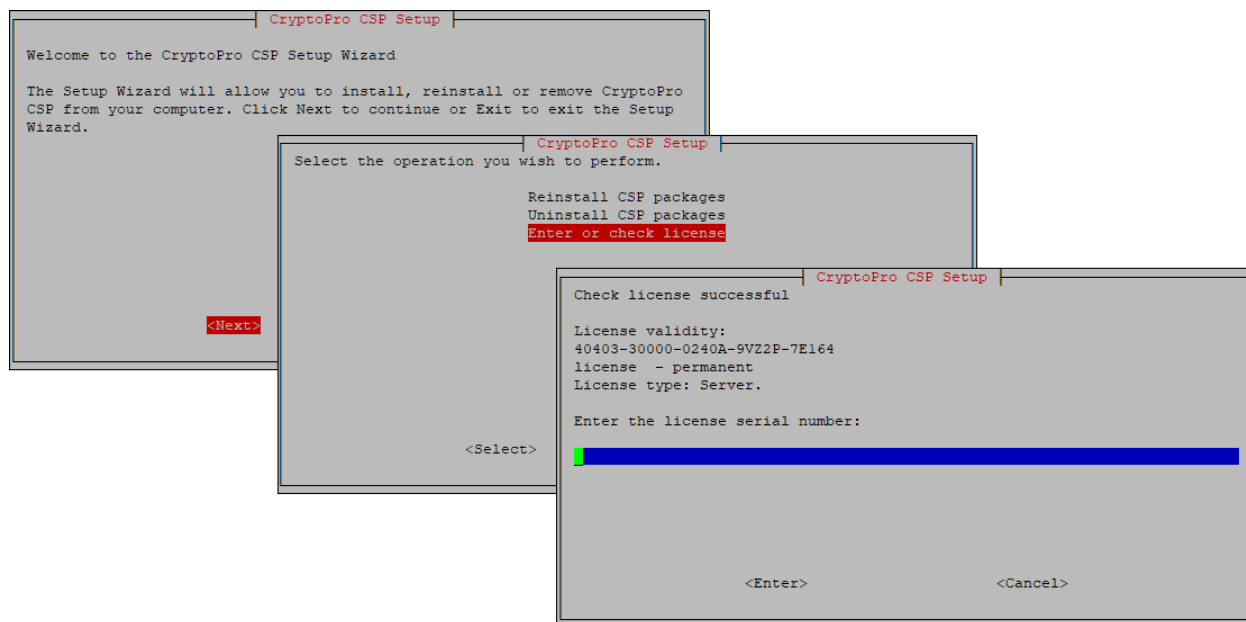 CryptoPro CSP Setup
Welcome to the CryptoPro CSP Setup Wizard
The Setup Wizard will allow you to install, reinstall or remove CryptoPro
CSP from your computer. Click Next to continue or Exit to exit the Setup
Wizard.
<Next>
CryptoPro CSP Setup
Select the operation you wish to perform.
Reinstall CSP packages
Uninstall CSP packages
Enter or check license
<Select>
CryptoPro CSP Setup
Check license successful
License validity:
40403-30000-0240A-9VZ2P-7E164
license - permanent
License type: Server.
Enter the license serial number:
<Enter> <Cancel>